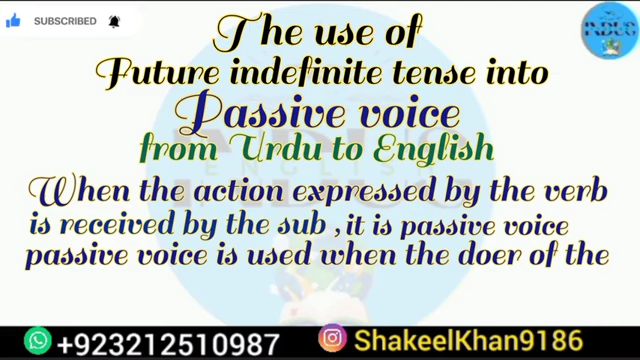 SUBSCRIBED
INDUS
The use of
Future indefinite tense into
Passive voice
from Urdu to English
When the action expressed by the verb
is received by the sub , it is passive voice
passive voice is used when the doer of the
+923212510987
ShakeelKhan9186